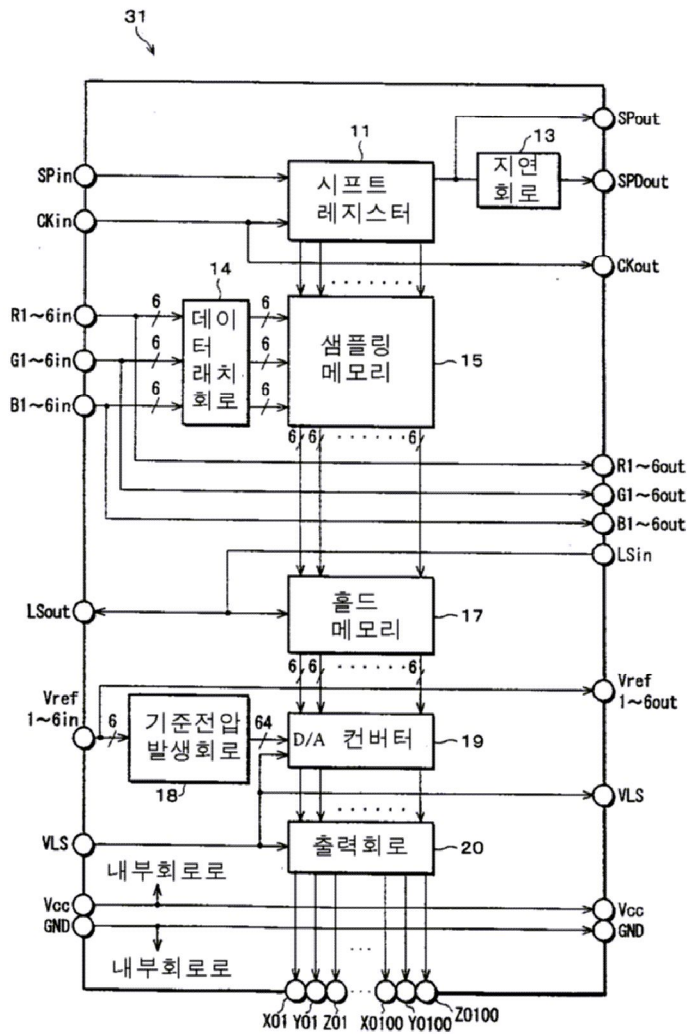 31
SPout
11
13
SPin
시프트
레지스터
지연
회로
SPDout
CKin
CKout
14
R1~6in
6
데이
터
래치
회로
6
샘플링
메모리
15
G1~6in
6
6
B1~6in
6
6
6 6 6
R1~6out
G1~6out
B1~6out
LSin
LSout
홀드
메모리
17
6 6 6
Vref
1~6in
Vref
1~6out
6
기준전압
발생회로
64
D/A 컨버터
19
18
VLS
VLS
출력회로
20
내부회로로
Vcc
Vcc
GND
GND
내부회로로
X01 Y01 Z01 X0100 Y0100 Z0100